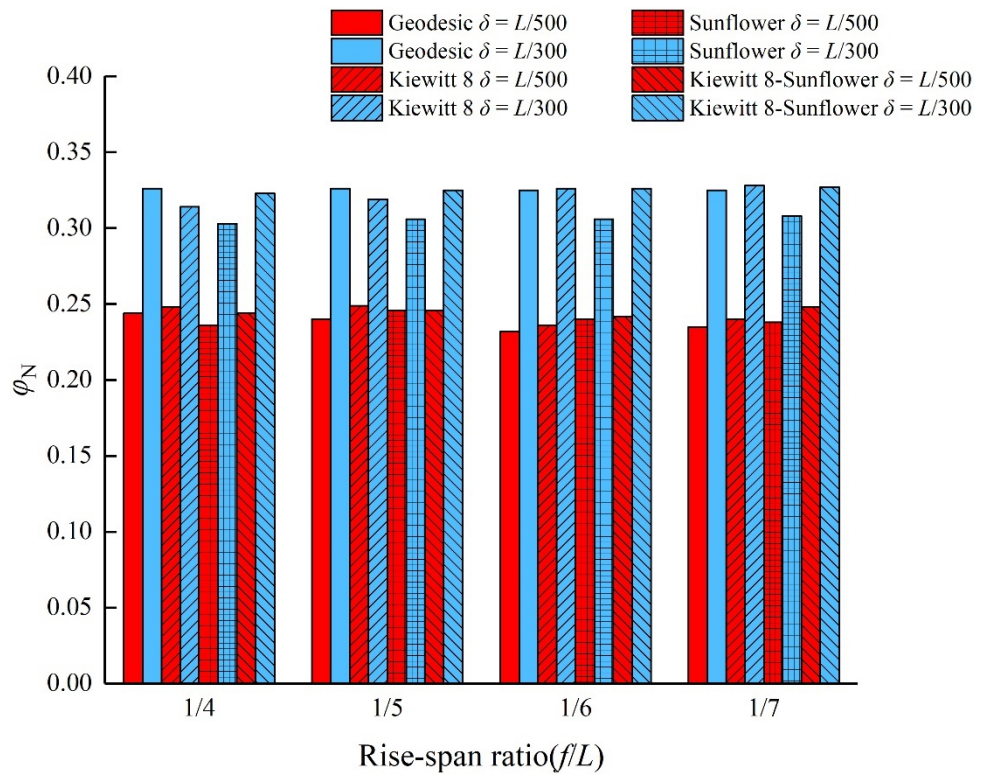 Geodesic δ = L/500
Geodesic δ = L/300
Kiewitt 8 δ = L/500
Kiewitt 8 δ = L/300
Sunflower δ = L/500
Sunflower δ = L/300
Kiewitt 8-Sunflower δ = L/500
Kiewitt 8-Sunflower δ = L/300
0.40
0.35
0.30
0.25
0.20
0.15
0.10
0.05
0.00
φN
1/4
1/5
1/6
1/7
Rise-span ratio(f/L)